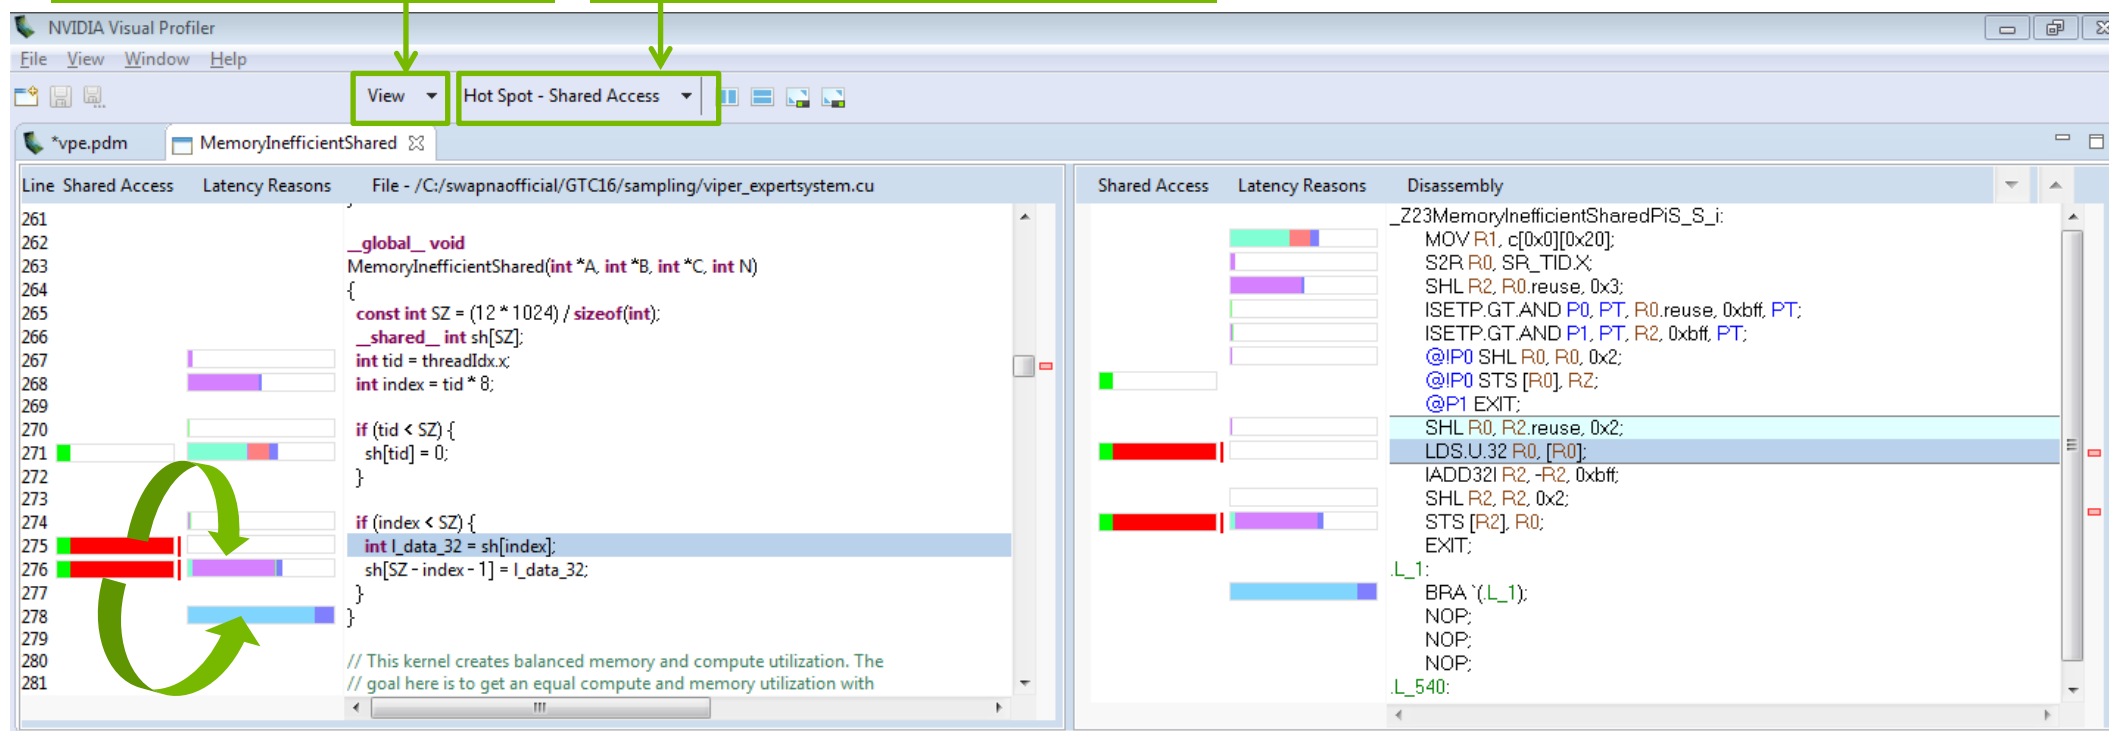 NVIDIA Visual Profiler
File View Window Help
View Hot Spot - Shared Access
*vpe.pdm MemoryInefficientShared
Line Shared Access Latency Reasons File - /C:/swapnaofficial/GTC16/sampling/viper_expertsystem.cu
261 }
262 __global__ void
263 MemoryInefficientShared(int *A, int *B, int *C, int N)
264 {
265 const int SZ = (12 * 1024) / sizeof(int);
266 __shared__ int sh[SZ];
267 int tid = threadIdx.x;
268 int index = tid * 8;
269
270 if (tid < SZ) {
271 sh[tid] = 0;
272 }
273
274 if (index < SZ) {
275 int l_data_32 = sh[index];
276 sh[SZ - index - 1] = l_data_32;
277 }
278 }
279
280 // This kernel creates balanced memory and compute utilization. The
281 // goal here is to get an equal compute and memory utilization with
Shared Access Latency Reasons Disassembly
_Z23MemoryInefficientSharedPiS_S_i:
MOV R1, c[0x0][0x20];
S2R R0, SR_TID.X;
SHL R2, R0.reuse, 0x3;
ISETP.GT.AND P0, PT, R0.reuse, 0xbff, PT;
ISETP.GT.AND P1, PT, R2, 0xbff, PT;
@!P0 SHL R0, R0, 0x2;
@!P0 STS [R0], RZ;
@P1 EXIT;
SHL R0, R2.reuse, 0x2;
LDS.U.32 R0, [R0];
IADD32I R2, -R2, 0xbff;
SHL R2, R2, 0x2;
STS [R2], R0;
EXIT;
.L_1:
BRA `(.L_1);
NOP;
NOP;
NOP;
.L_540: